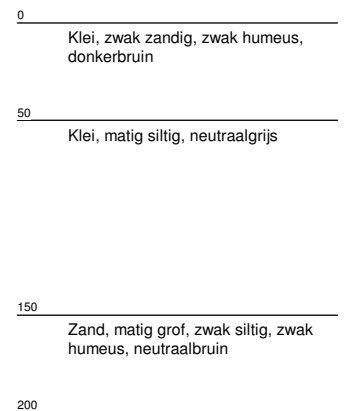 0
Klei, zwak zandig, zwak humeus,
donkerbruin
50
Klei, matig siltig, neutraalgrijs
150
Zand, matig grof, zwak siltig, zwak
humeus, neutraalbruin
200